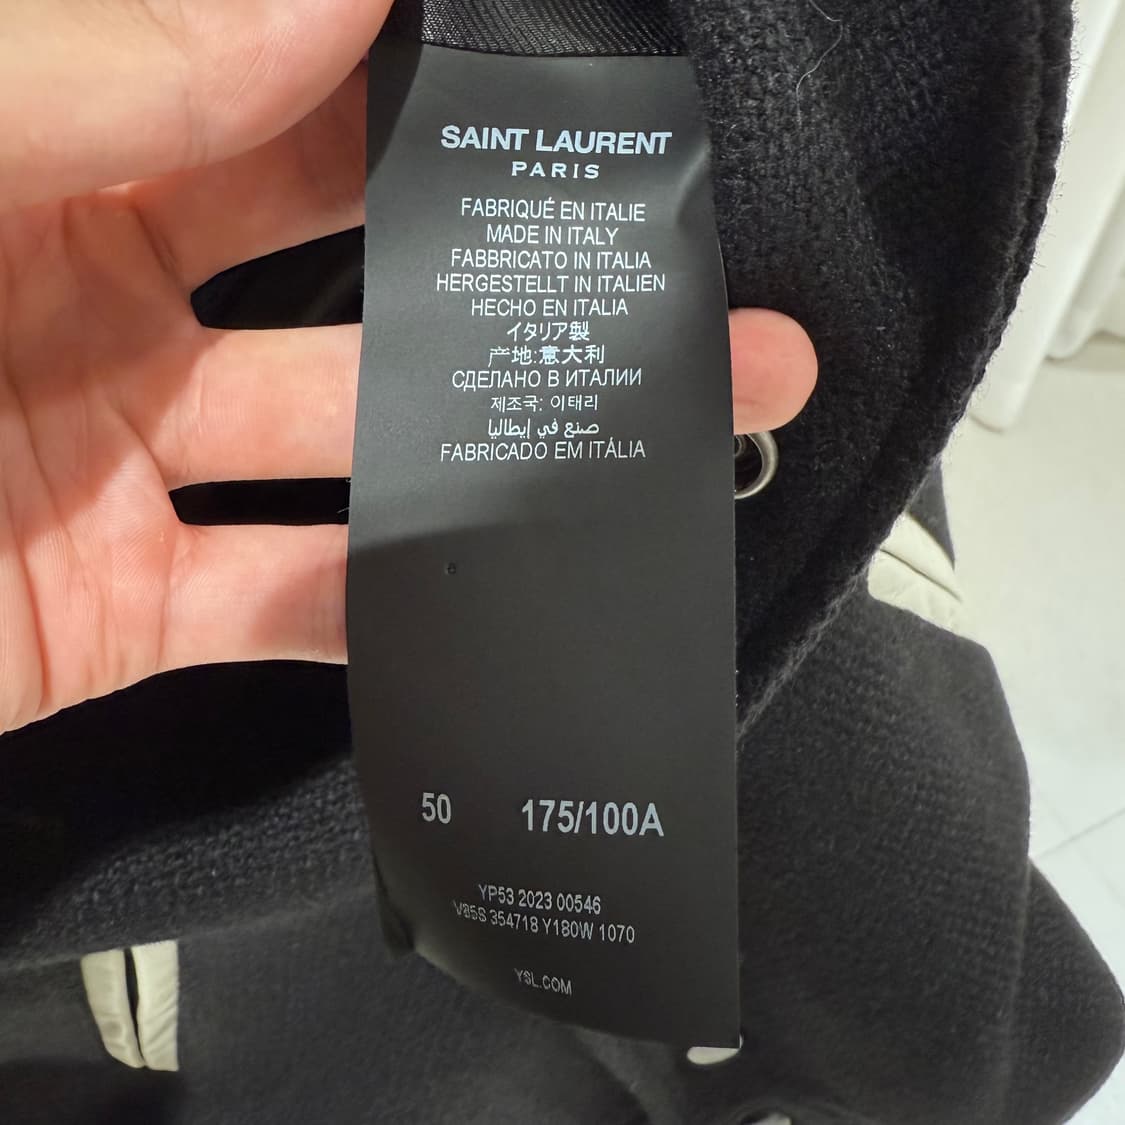 SAINT LAURENT
PARIS
FABRIQUÉ EN ITALIE
MADE IN ITALY
FABBRICATO IN ITALIA
HERGESTELLT IN ITALIEN
HECHO EN ITALIA
イタリア製
产地:意大利
СДЕЛАНО В ИТАЛИИ
제조국: 이태리
صنع في إيطاليا
FABRICADO EM ITÁLIA
50 175/100A
YP53 2023 00546
V05S 354718 Y180W 1070
YSL.COM